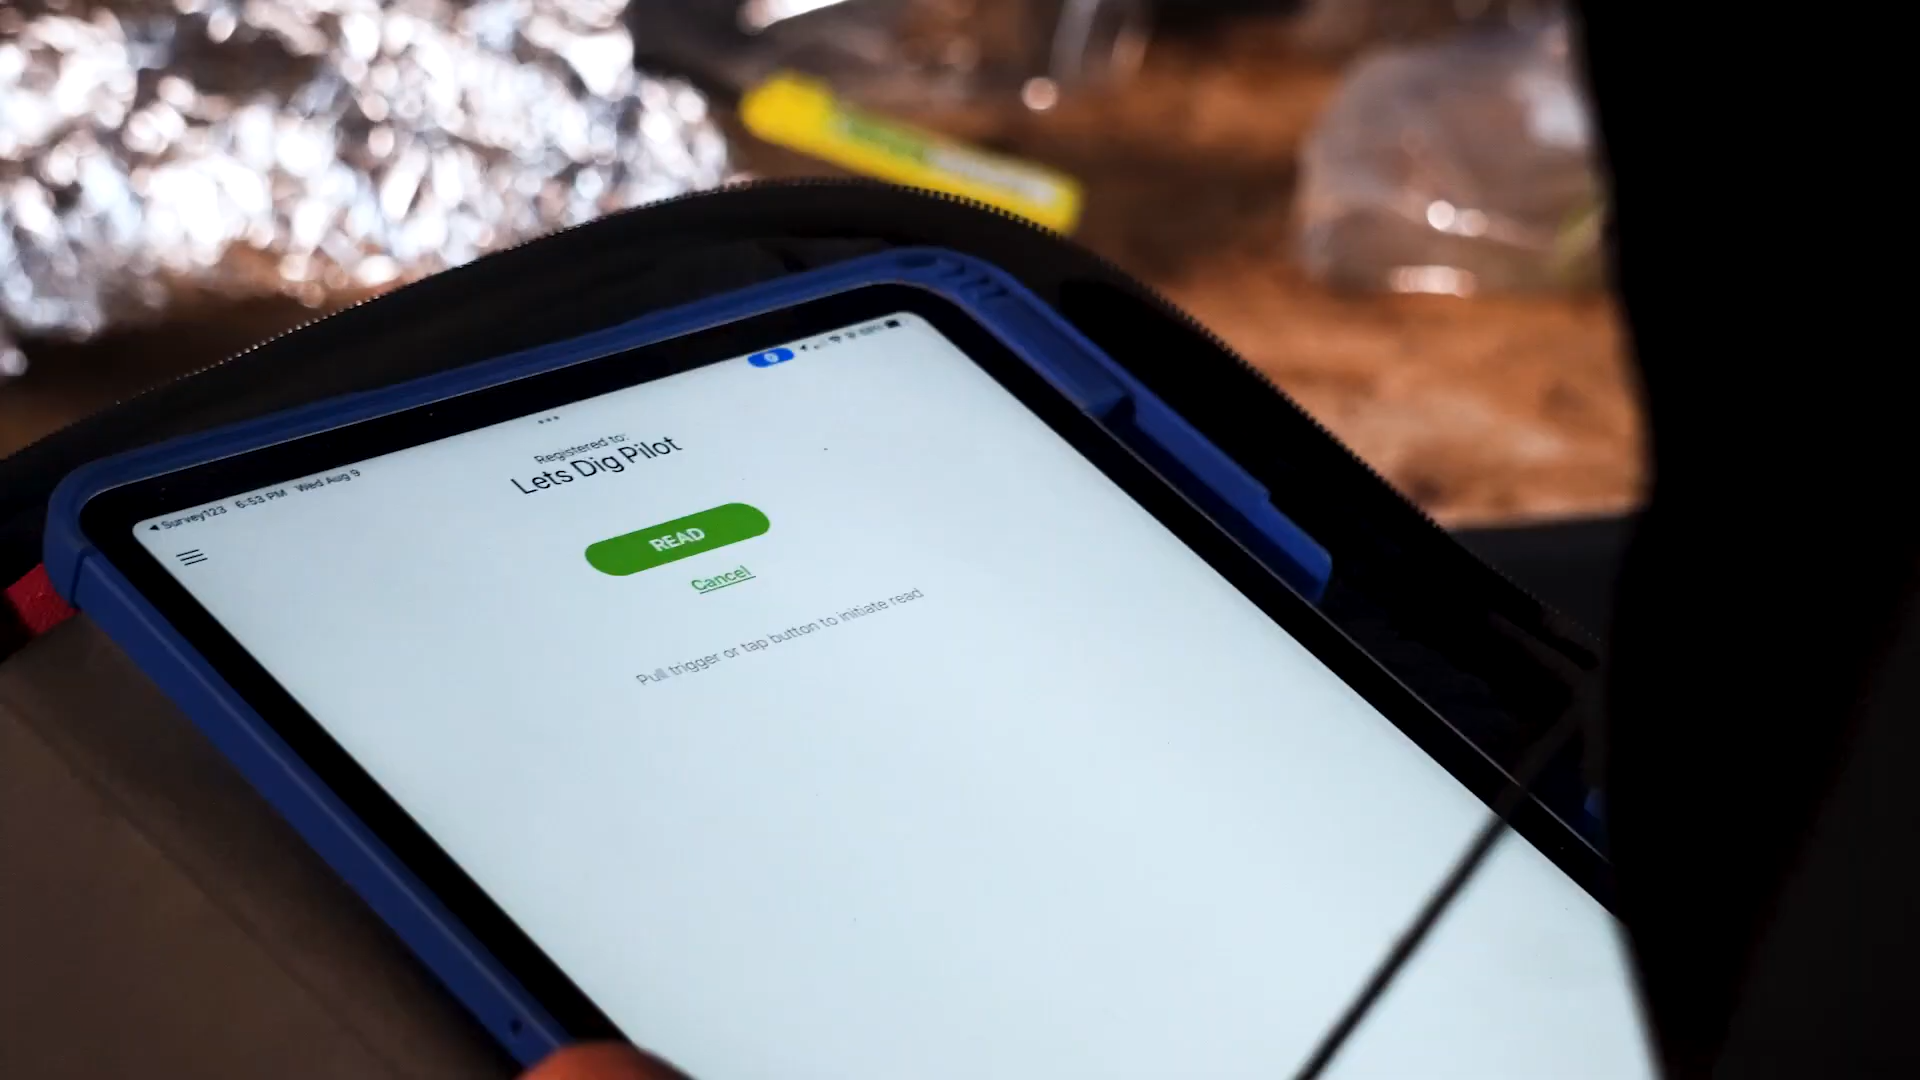 Survey123 6:53 PM Wed Aug 9
Registered to:
Lets Dig Pilot
READ
Cancel
Pull trigger or tap button to initiate read